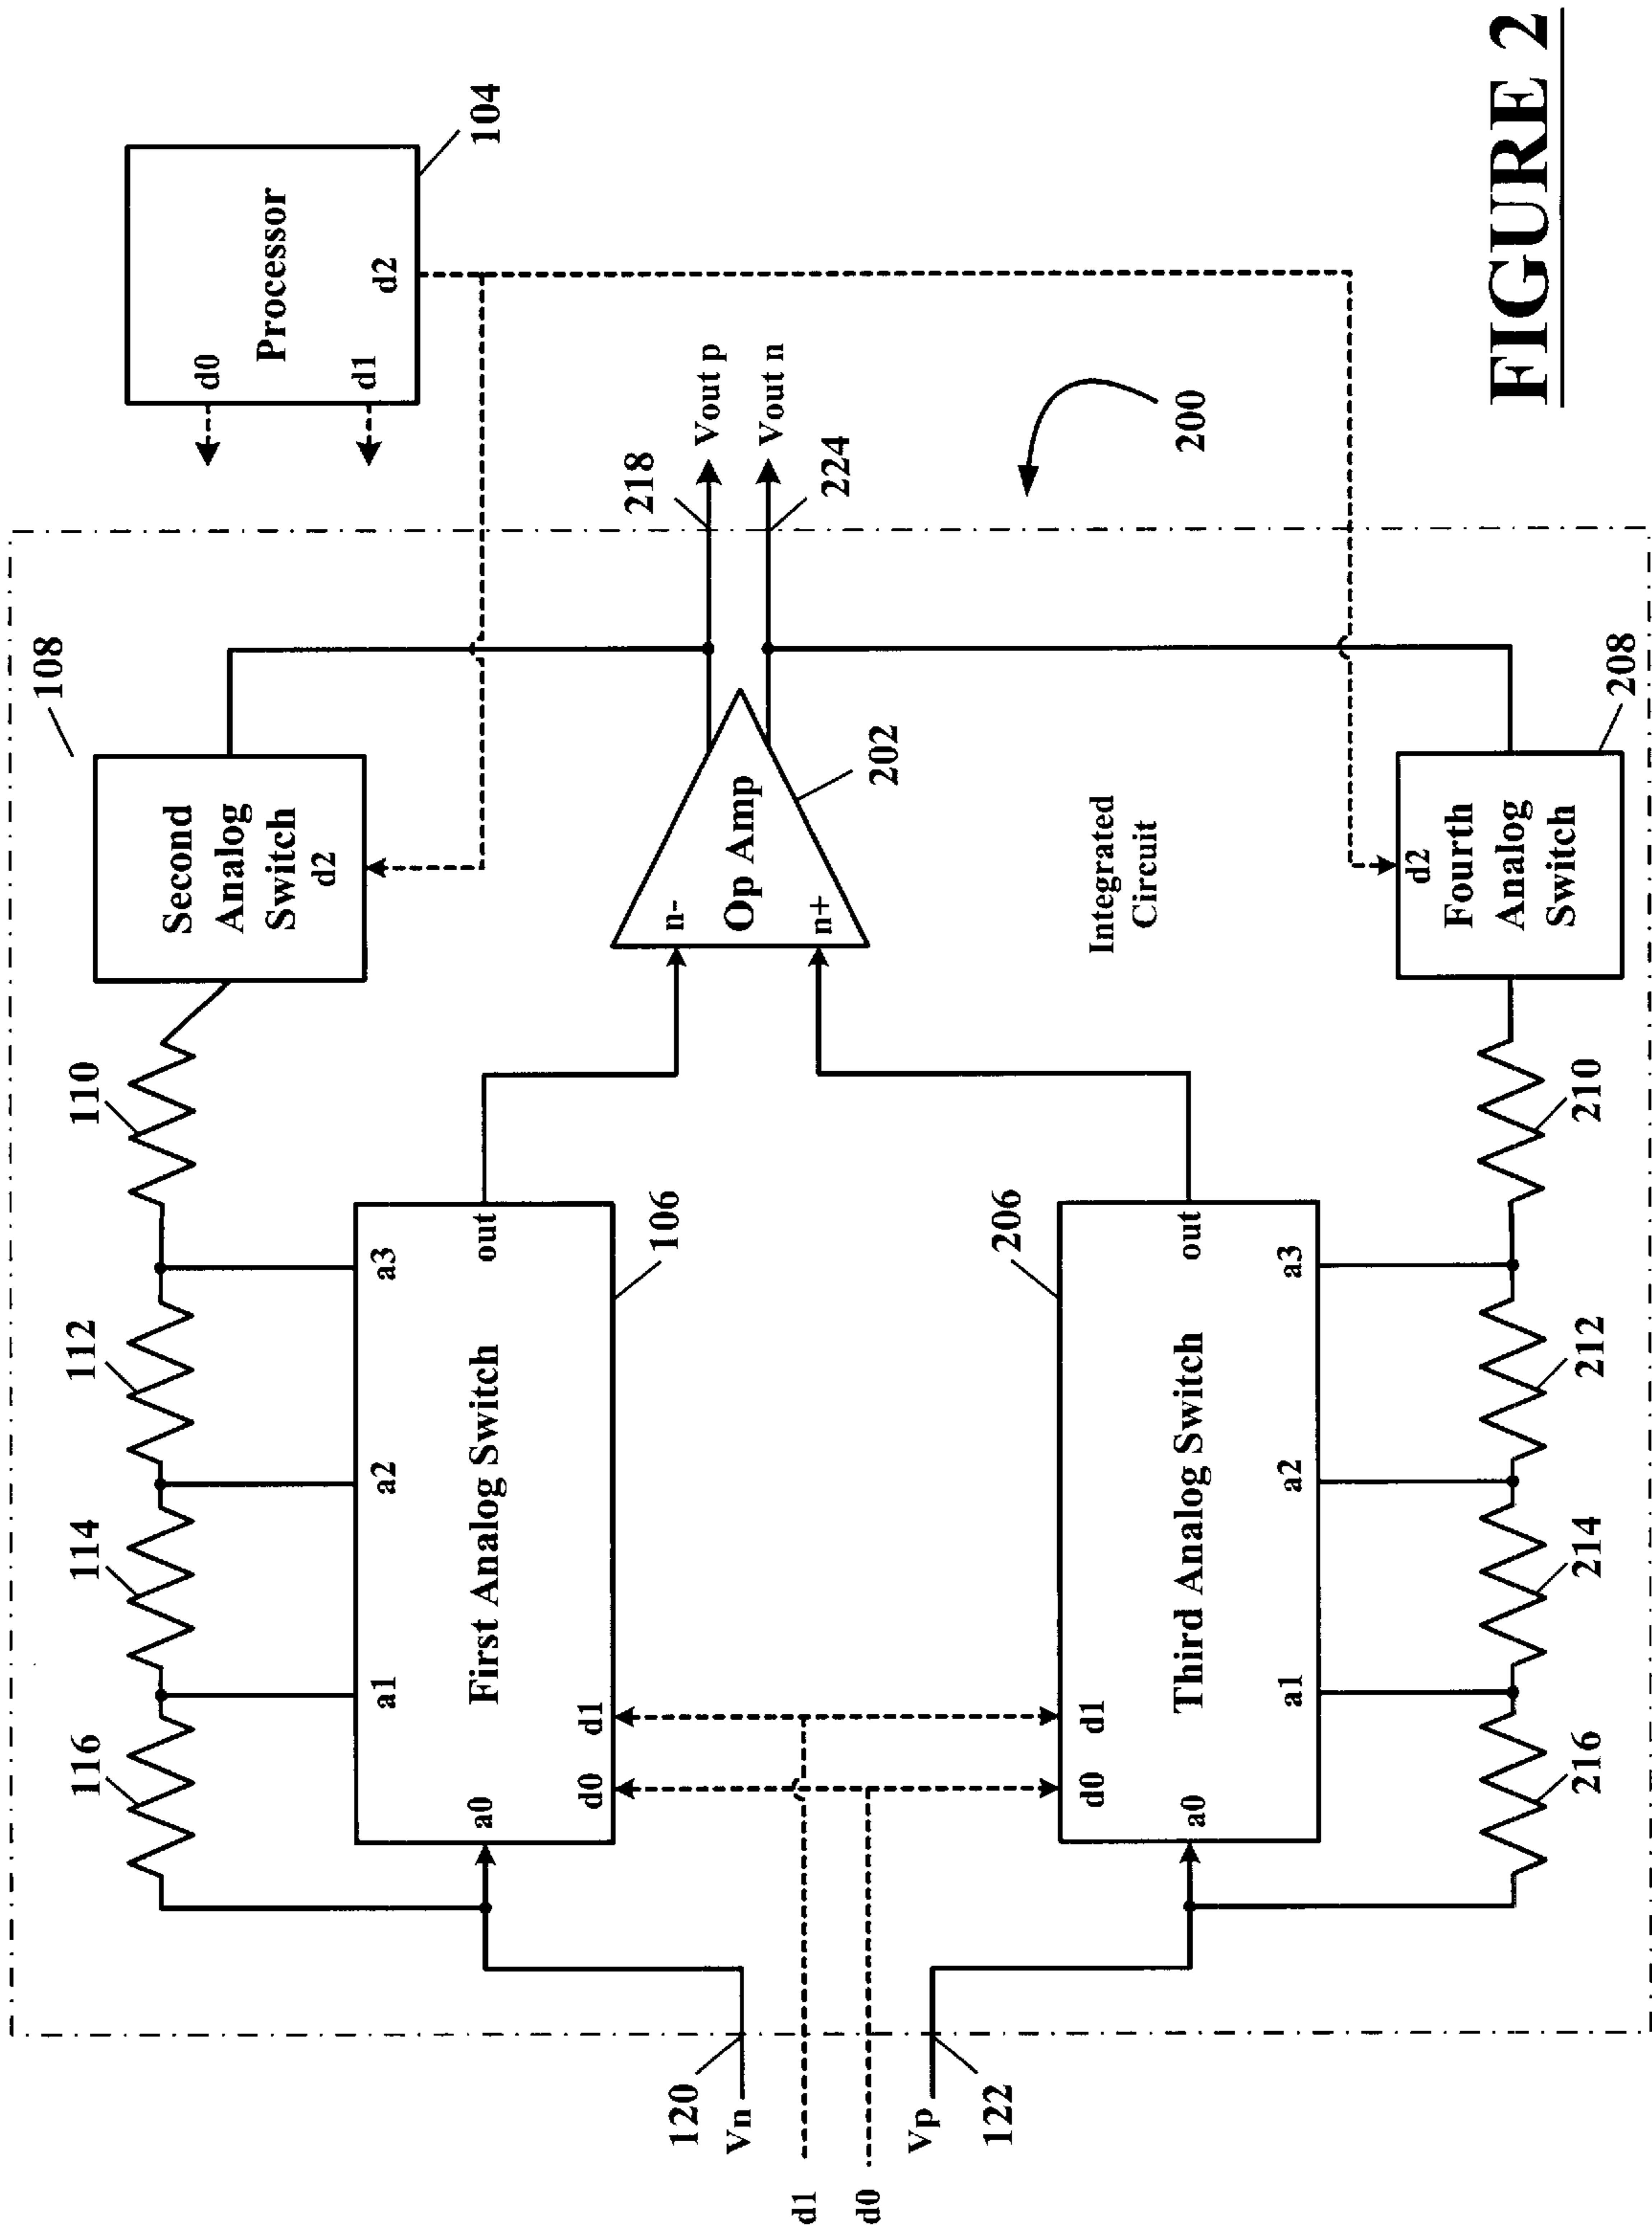 Processor
d0
d1
d2
104
108
Second
Analog
Switch
d2
110
112
114
116
a1
a2
a3
First Analog Switch
out
a0
d0
d1
106
n-
Op Amp
n+
202
218
Vout p
Vout n
224
200
120
Vn
d1
d0
Vp
122
Integrated
Circuit
206
d0
d1
a0
Third Analog Switch
out
a1
a2
a3
d2
Fourth
Analog
Switch
208
210
212
214
216
FIGURE 2